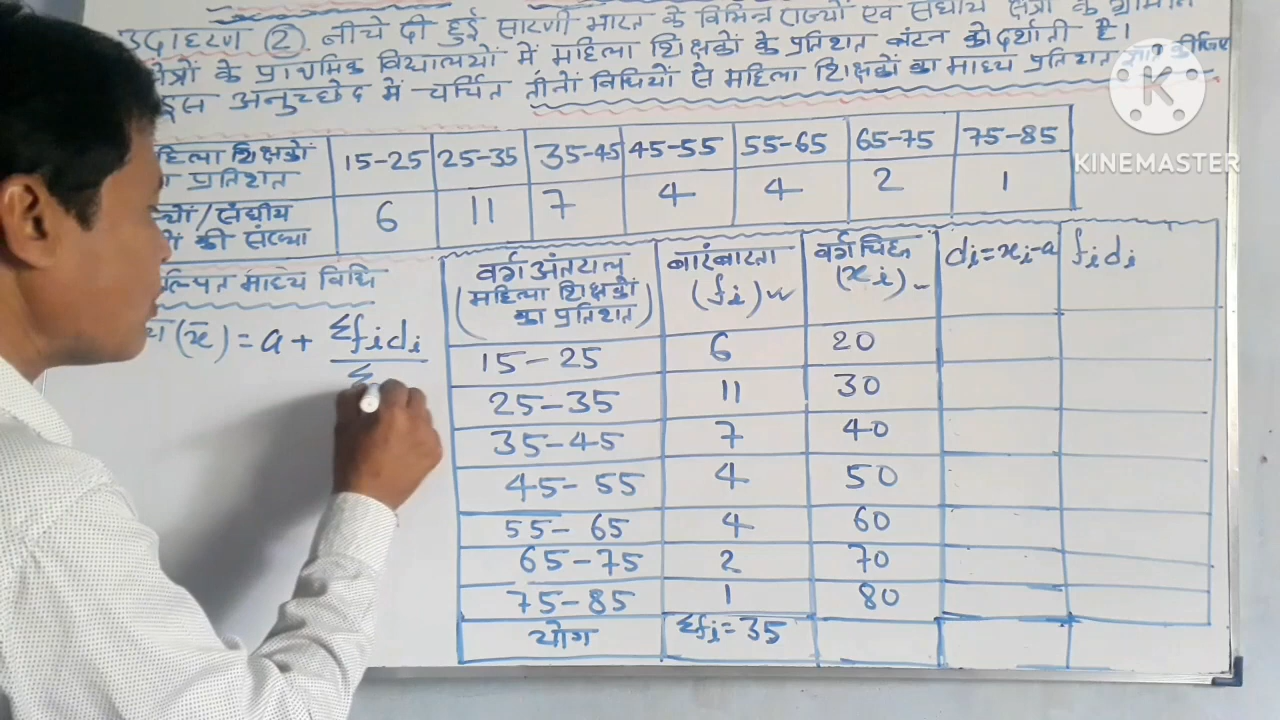 उदाहरण 2. नीचे दी हुई सारणी भारत के विभिन्न राज्यों एवं संघीय क्षेत्रों के ग्रामीण
क्षेत्रों के प्राथमिक विद्यालयों में महिला शिक्षकों के प्रतिशत बंटन को दर्शाती है।
इस अनुच्छेद में चर्चित तीनों विधियों से महिला शिक्षकों का माध्य प्रतिशत
KINEMASTER
महिला शिक्षकों का प्रतिशत 15-25 25-35 35-45 45-55 55-65 65-75 75-85
संघीय की संख्या 6 11 7 4 4 2 1
माध्य विधि
(x̄) = a + Σfidi / Σ
वर्ग अंतराल (महिला शिक्षकों का प्रतिशत) बारंबारता (fi) वर्ग चिह्न (xi) di=xi-a fidi
15-25 6 20
25-35 11 30
35-45 7 40
45-55 4 50
55-65 4 60
65-75 2 70
75-85 1 80
योग Σfi=35